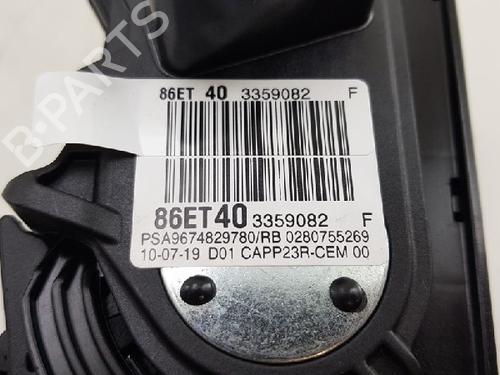 86ET 40 3359082 F
86ET40 3359082 F
PSA9674829780/RB 0280755269
10-07-19 D01 CAPP23R-CEM 00
B-PARTS